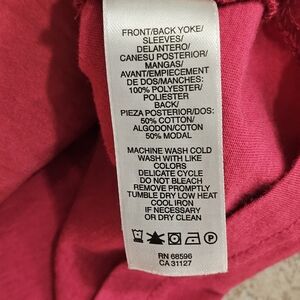 FRONT/BACK YOKE/
SLEEVES/
DELANTERO/
CANESU POSTERIOR/
MANGAS/
AVANT/EMPIECEMENT
DE DOS/MANCHES:
100% POLYESTER/
POLIESTER
BACK/
PIEZA POSTERIOR/DOS:
50% COTTON/
ALGODON/COTON
50% MODAL
MACHINE WASH COLD
WASH WITH LIKE
COLORS
DELICATE CYCLE
DO NOT BLEACH
REMOVE PROMPTLY
TUMBLE DRY LOW HEAT
COOL IRON
IF NECESSARY
OR DRY CLEAN
P
RN 68596
CA 31127